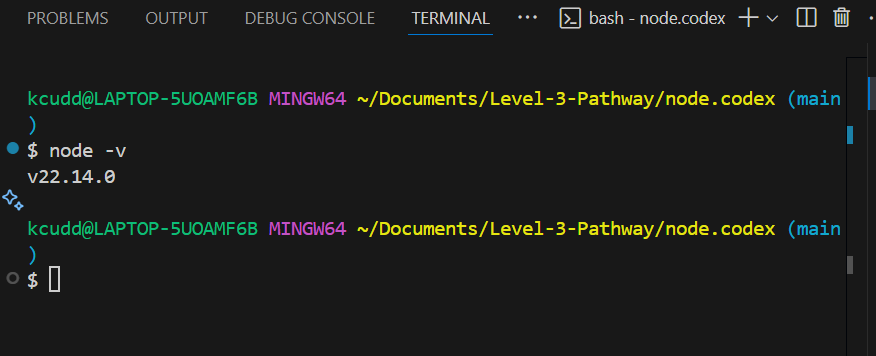 PROBLEMS OUTPUT DEBUG CONSOLE TERMINAL ... bash - node.codex
kcudd@LAPTOP-5UOAMF6B MINGW64 ~/Documents/Level-3-Pathway/node.codex (main
)
$ node -v
v22.14.0
kcudd@LAPTOP-5UOAMF6B MINGW64 ~/Documents/Level-3-Pathway/node.codex (main
)
$